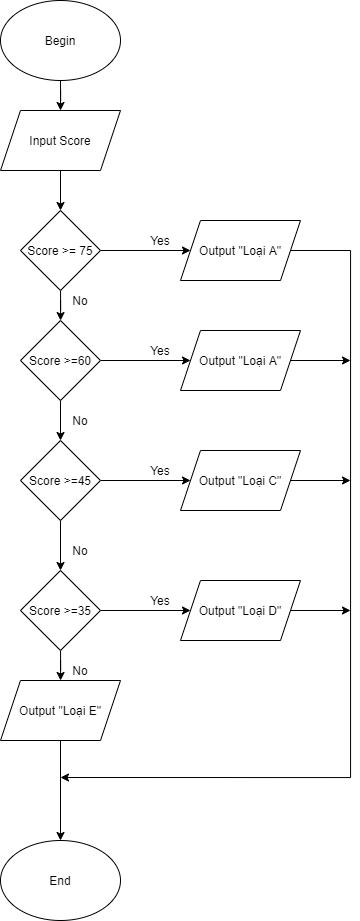 Begin
Input Score
Score >= 75
Yes
Output "Loại A"
No
Score >=60
Yes
Output "Loại A"
No
Score >=45
Yes
Output "Loại C"
No
Score >=35
Yes
Output "Loại D"
No
Output "Loại E"
End